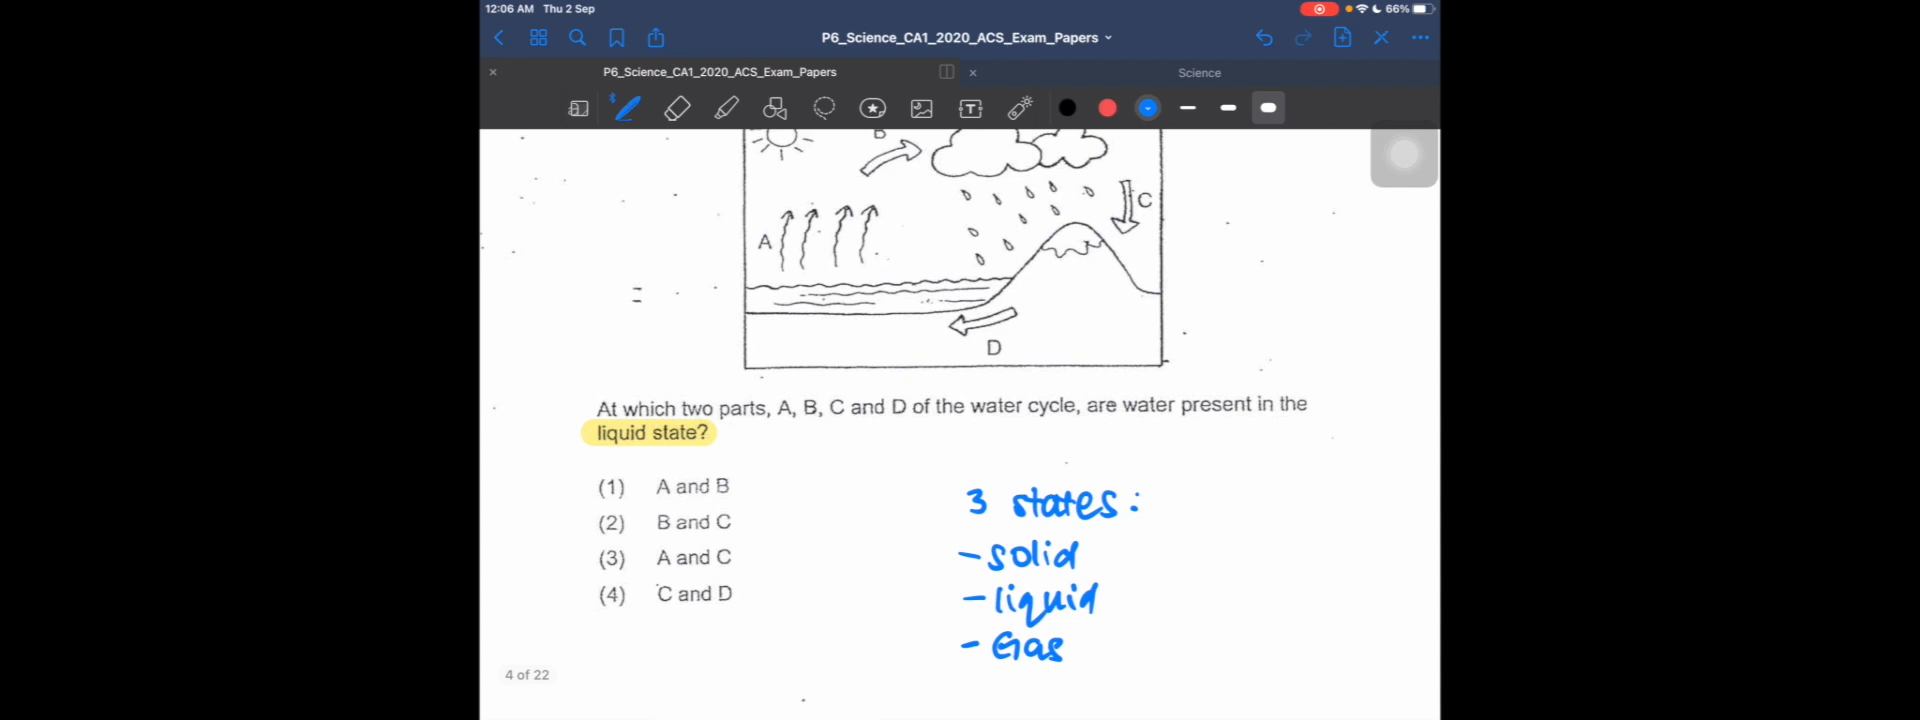 12:06 AM Thu 2 Sep
66%
P6_Science_CA1_2020_ACS_Exam_Papers
P6_Science_CA1_2020_ACS_Exam_Papers
Science
T
B
C
A
D
At which two parts, A, B, C and D of the water cycle, are water present in the
liquid state?
(1) A and B
(2) B and C
(3) A and C
(4) C and D
3 states:
- solid
- liquid
- Gas
4 of 22